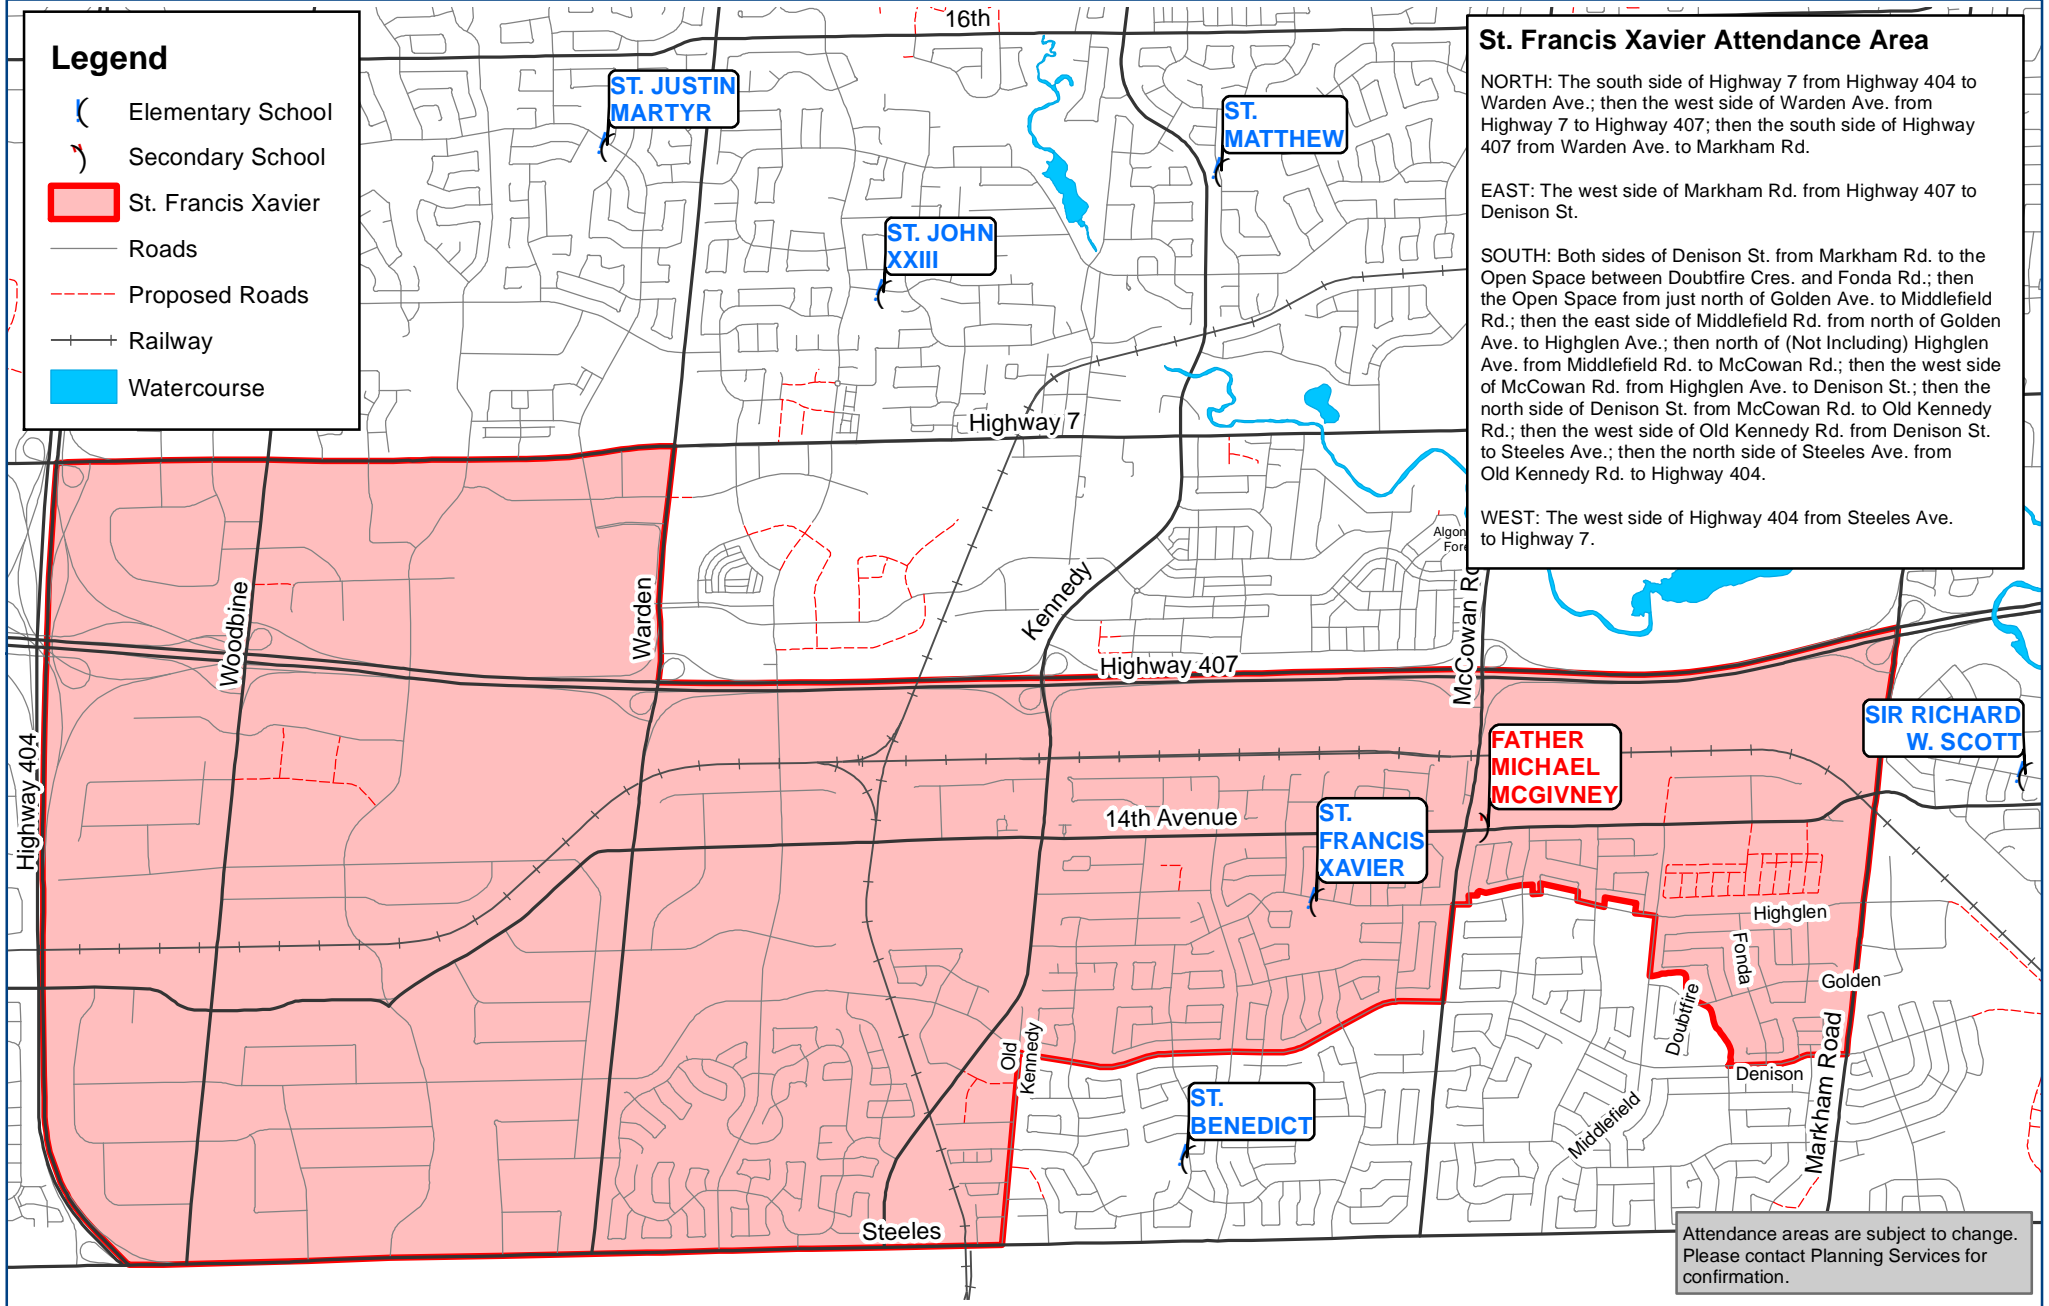 16th
Legend
Elementary School
Secondary School
St. Francis Xavier
Roads
Proposed Roads
Railway
Watercourse
St. Francis Xavier Attendance Area
NORTH: The south side of Highway 7 from Highway 404 to
Warden Ave.; then the west side of Warden Ave. from
Highway 7 to Highway 407; then the south side of Highway
407 from Warden Ave. to Markham Rd.
EAST: The west side of Markham Rd. from Highway 407 to
Denison St.
SOUTH: Both sides of Denison St. from Markham Rd. to the
Open Space between Doubtfire Cres. and Fonda Rd.; then
the Open Space from just north of Golden Ave. to Middlefield
Rd.; then the east side of Middlefield Rd. from north of Golden
Ave. to Highglen Ave.; then north of (Not Including) Highglen
Ave. from Middlefield Rd. to McCowan Rd.; then the west side
of McCowan Rd. from Highglen Ave. to Denison St.; then the
north side of Denison St. from McCowan Rd. to Old Kennedy
Rd.; then the west side of Old Kennedy Rd. from Denison St.
to Steeles Ave.; then the north side of Steeles Ave. from
Old Kennedy Rd. to Highway 404.
WEST: The west side of Highway 404 from Steeles Ave.
to Highway 7.
ST. JUSTIN
MARTYR
ST.
MATTHEW
ST. JOHN
XXIII
Highway 7
Woodbine
Warden
Kennedy
Highway 407
McCowan
SIR RICHARD
W. SCOTT
FATHER
MICHAEL
MCGIVNEY
Highway 404
14th Avenue
ST.
FRANCIS
XAVIER
Highglen
Fonda
Golden
Doubtfire
Old
Kennedy
Denison
Markham Road
ST.
BENEDICT
Middlefield
Steeles
Attendance areas are subject to change.
Please contact Planning Services for
confirmation.